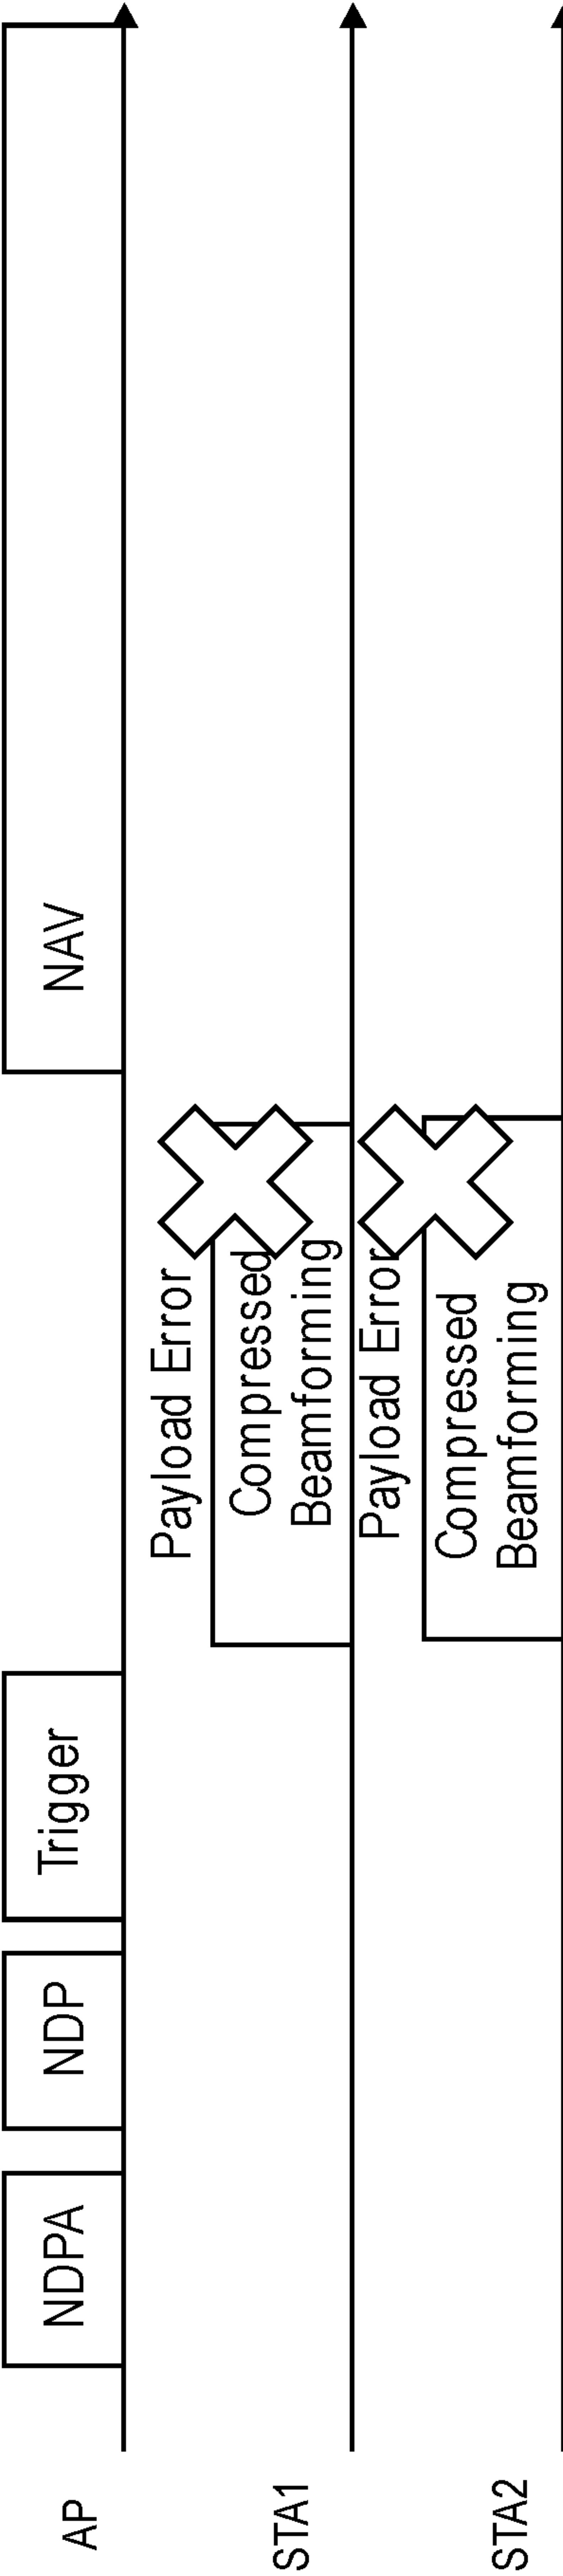 AP
NDPA
NDP
Trigger
NAV
STA1
Payload Error
Compressed
Beamforming
STA2
Payload Error
Compressed
Beamforming